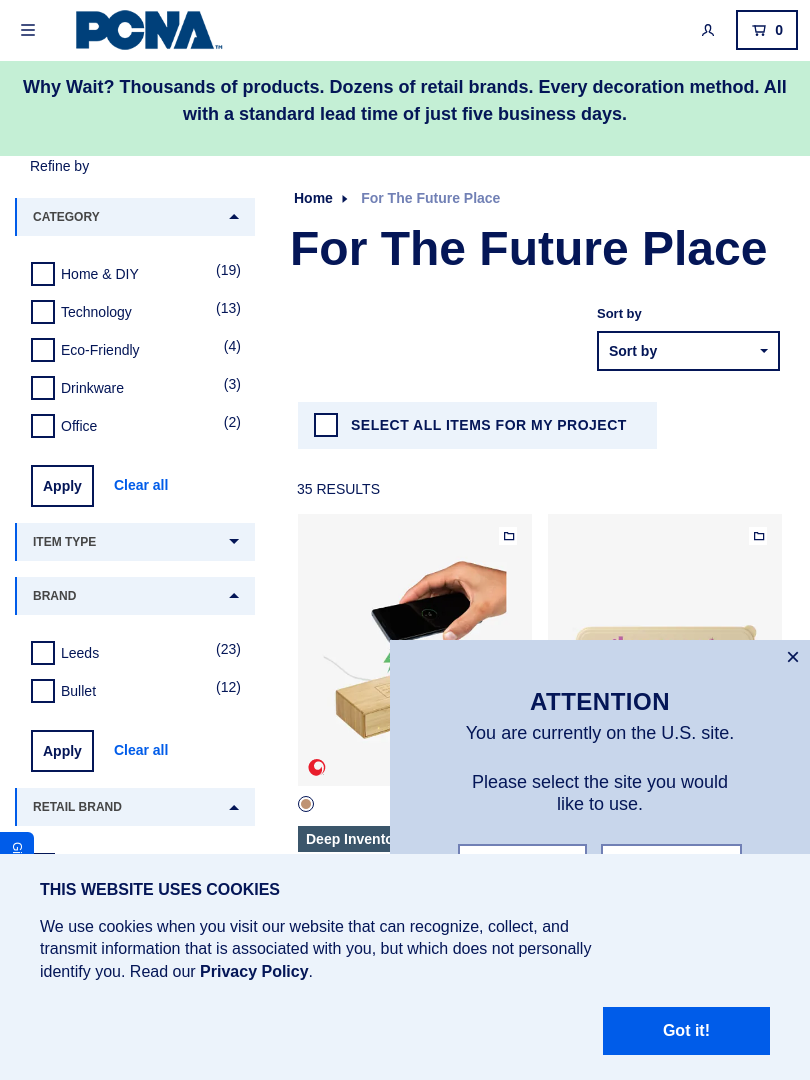 PCNA™
0
Why Wait? Thousands of products. Dozens of retail brands. Every decoration method. All
with a standard lead time of just five business days.
Refine by
CATEGORY
Home & DIY (19)
Technology (13)
Eco-Friendly (4)
Drinkware (3)
Office (2)
Apply Clear all
ITEM TYPE
BRAND
Leeds (23)
Bullet (12)
Apply Clear all
RETAIL BRAND
Home For The Future Place
For The Future Place
Sort by
Sort by
SELECT ALL ITEMS FOR MY PROJECT
35 RESULTS
Deep Invento
ATTENTION
You are currently on the U.S. site.
Please select the site you would
like to use.
THIS WEBSITE USES COOKIES
We use cookies when you visit our website that can recognize, collect, and
transmit information that is associated with you, but which does not personally
identify you. Read our Privacy Policy.
Got it!